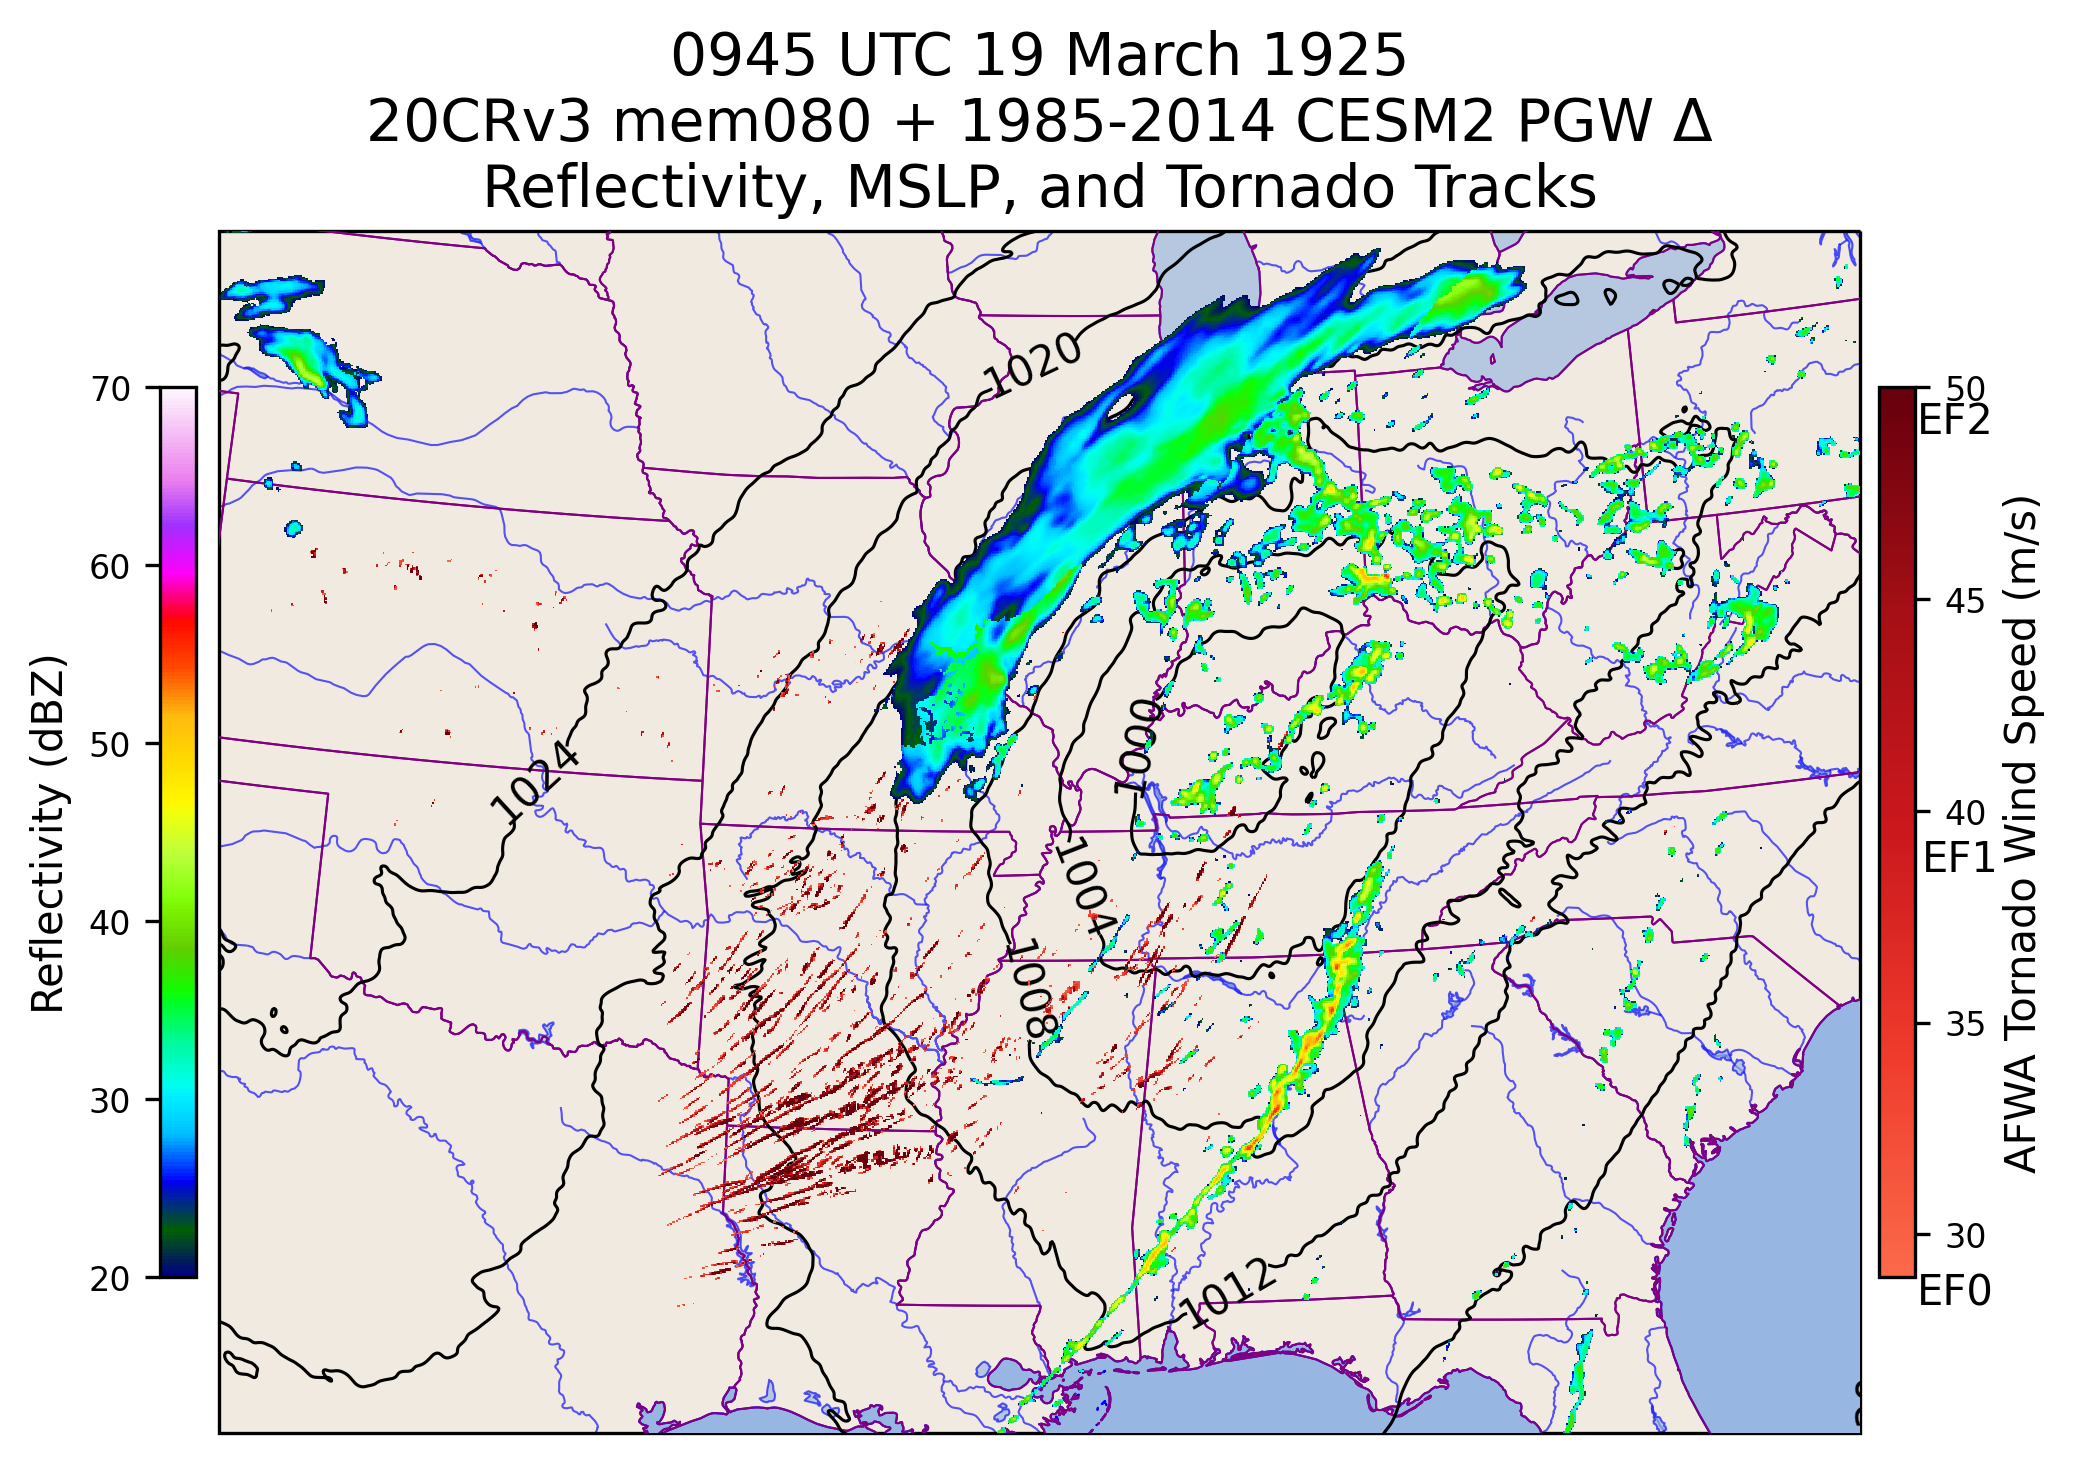 0945 UTC 19 March 1925
20CRv3 mem080 + 1985-2014 CESM2 PGW Δ
Reflectivity, MSLP, and Tornado Tracks
Reflectivity (dBZ)
70
60
50
40
30
20
1020
1024
1000
1004
1008
1012
50
EF2
45
40
EF1
35
30
EF0
AFWA Tornado Wind Speed (m/s)